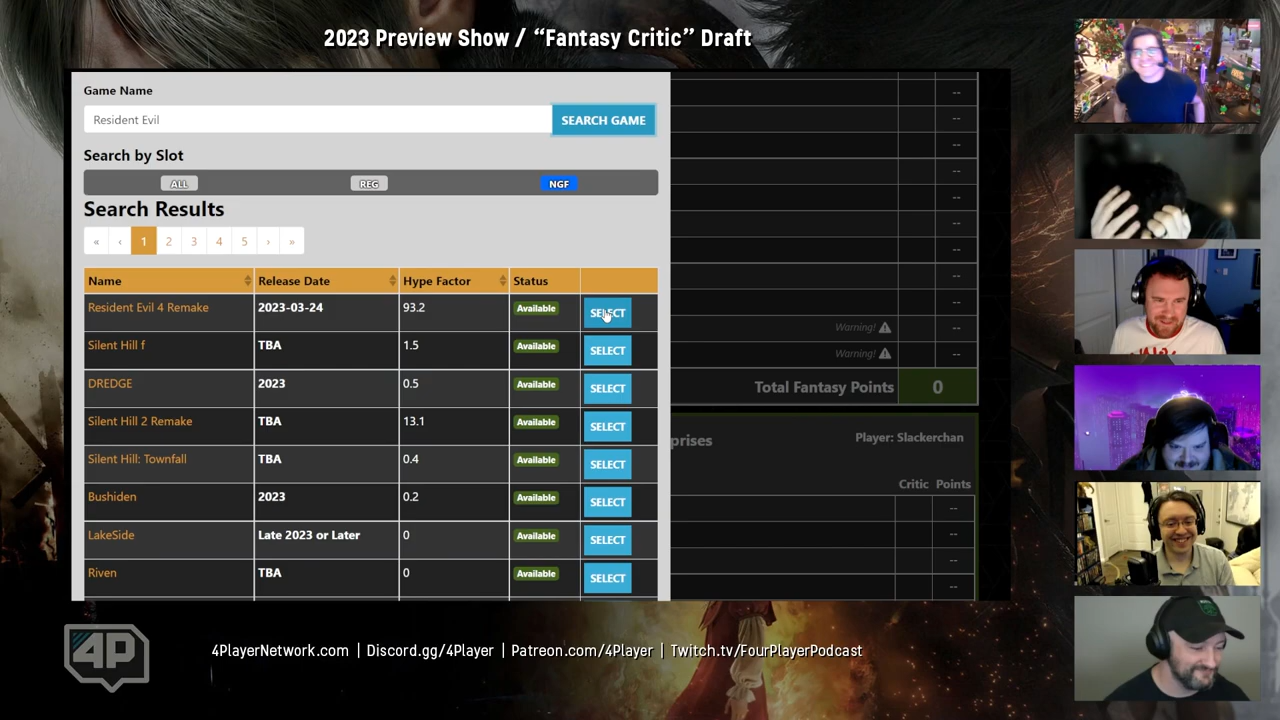 2023 Preview Show / “Fantasy Critic” Draft
Game Name
Resident Evil
SEARCH GAME
Search by Slot
ALL REG NGF
Search Results
« ‹ 1 2 3 4 5 › »
Name Release Date Hype Factor Status
Resident Evil 4 Remake 2023-03-24 93.2 Available SELECT
Silent Hill f TBA 1.5 Available SELECT
DREDGE 2023 0.5 Available SELECT
Silent Hill 2 Remake TBA 13.1 Available SELECT
Silent Hill: Townfall TBA 0.4 Available SELECT
Bushiden 2023 0.2 Available SELECT
LakeSide Late 2023 or Later 0 Available SELECT
Riven TBA 0 Available SELECT
--
--
--
--
--
--
--
--
--
Warning! --
Warning! --
Total Fantasy Points 0
prises Player: Slackerchan
Critic Points
--
--
--
--
4P
4PlayerNetwork.com | Discord.gg/4Player | Patreon.com/4Player | Twitch.tv/FourPlayerPodcast